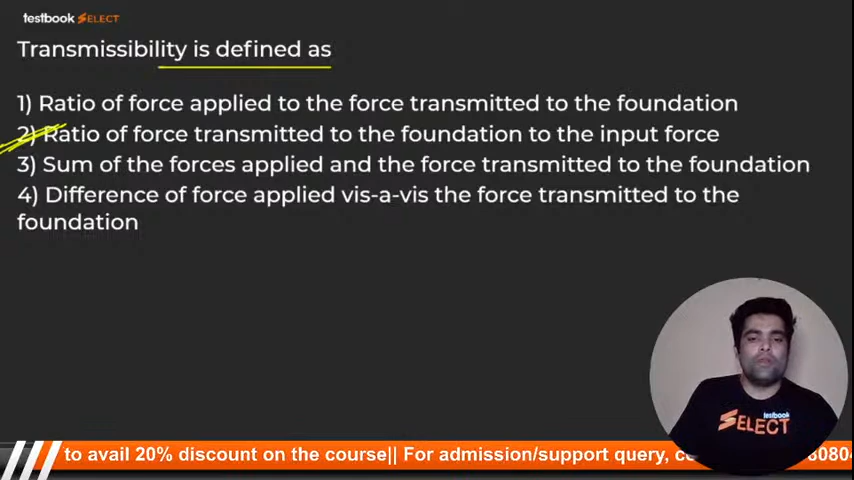 testbook SELECT
Transmissibility is defined as
1) Ratio of force applied to the force transmitted to the foundation
2) Ratio of force transmitted to the foundation to the input force
3) Sum of the forces applied and the force transmitted to the foundation
4) Difference of force applied vis-a-vis the force transmitted to the
foundation
testbook
SELECT
to avail 20% discount on the course|| For admission/support query, 6080